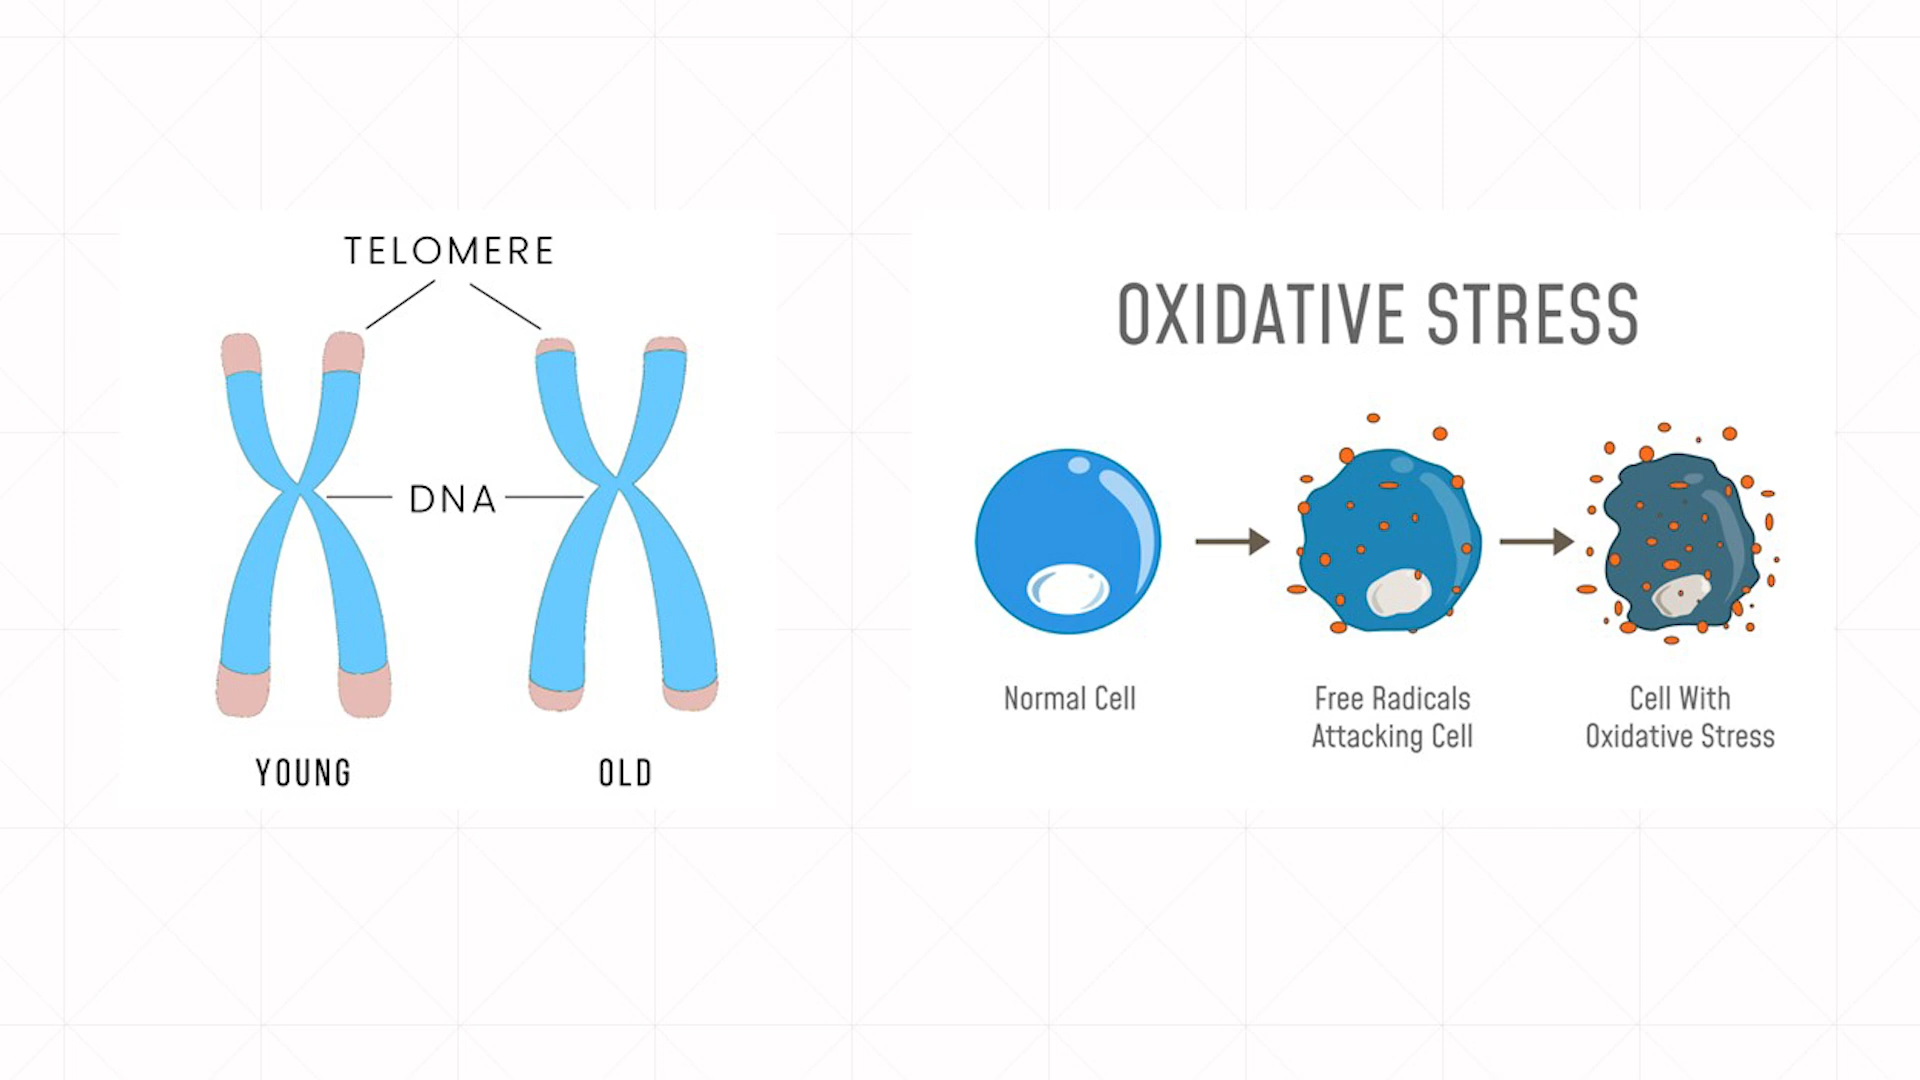 TELOMERE
DNA
YOUNG
OLD
OXIDATIVE STRESS
Normal Cell
Free Radicals
Attacking Cell
Cell With
Oxidative Stress